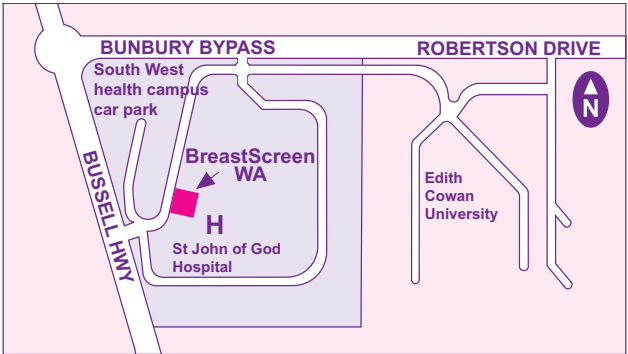 BUNBURY BYPASS
ROBERTSON DRIVE
South West
health campus
car park
N
BreastScreen
WA
BUSSELL HWY
Edith
Cowan
University
H
St John of God
Hospital